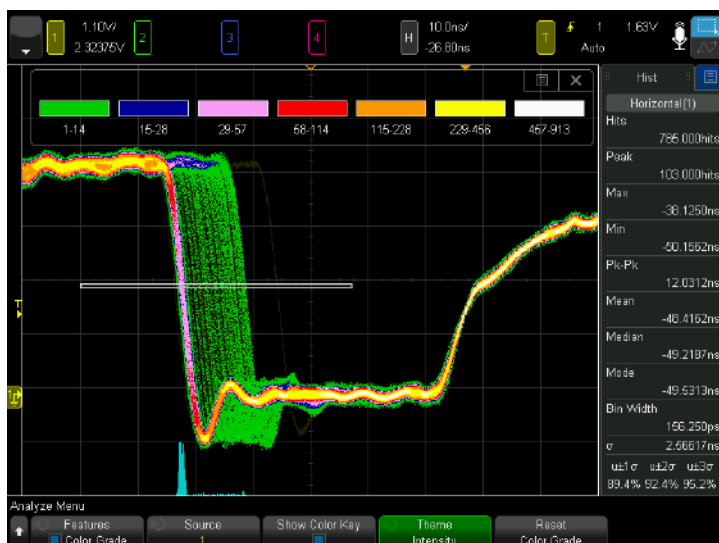 1 1.10V/ 2 3 4 H 10.0ns/ T 1 1.63V
2.32375V -26.80ns Auto
Hist
1-14 15-28 29-57 58-114 115-228 229-456 457-913
Horizontal(1)
Hits
785.000hits
Peak
103.000hits
Max
-38.1250ns
Min
-50.1562ns
Pk-Pk
12.0312ns
Mean
-48.4162ns
Median
-49.2187ns
Mode
-49.5313ns
Bin Width
156.250ps
σ
2.56617ns
u±1σ u±2σ u±3σ
89.4% 92.4% 95.2%
T
Analyze Menu
Features Source Show Color Key Theme Reset
Color Grade 1 Intensity Color Grade